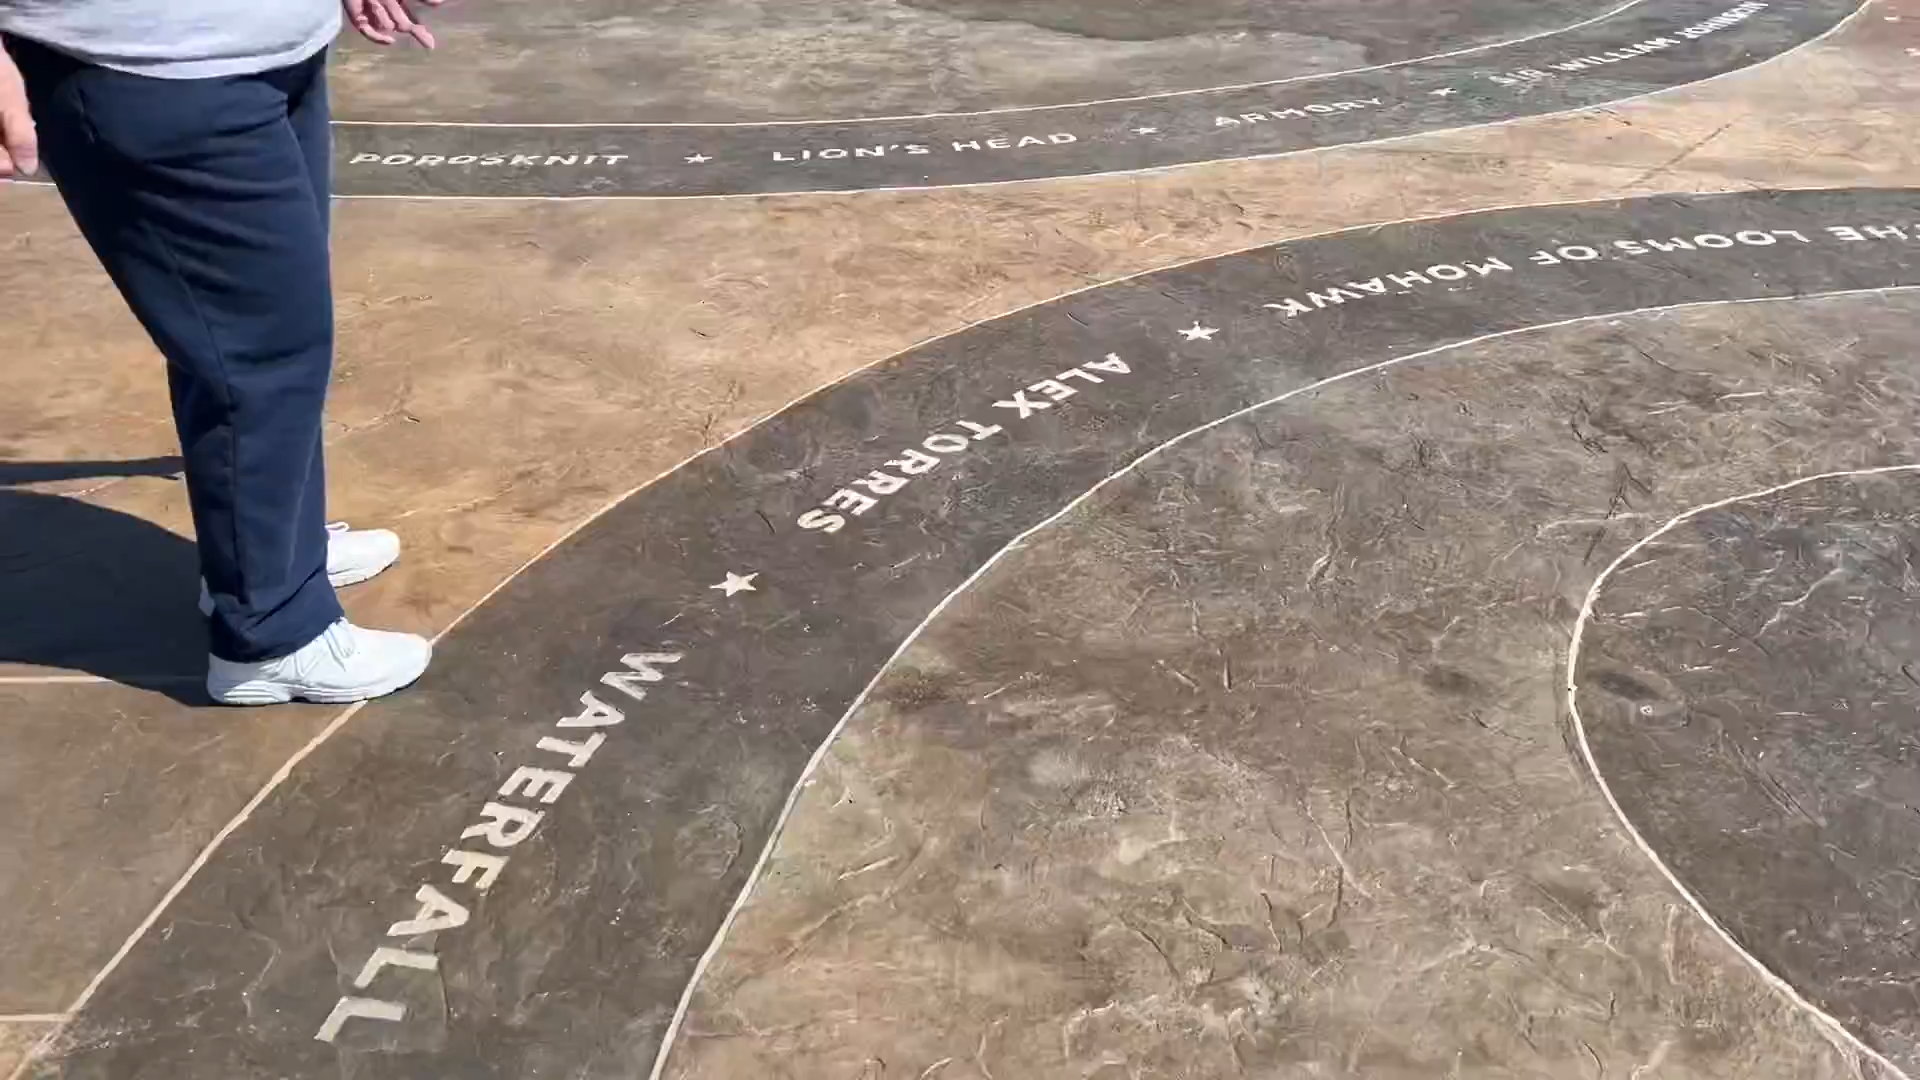 POROSKNIT ★ LION'S HEAD ★ ARMORY ★ SIR WILLIAM JOHNSON
THE LOOMS OF MOHAWK ★ ALEX TORRES ★ WATERFALL